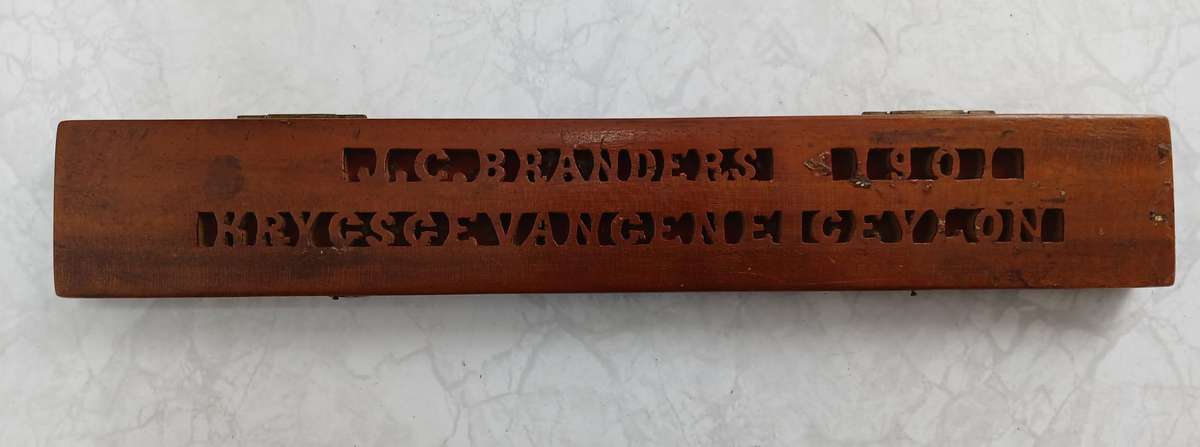 J.C.BRANDERS 1901
KRYGSGEVANGENE CEYLON